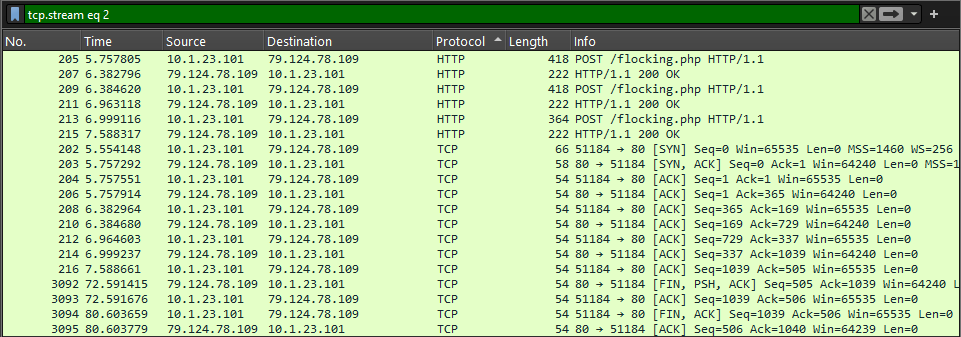 tcp.stream eq 2
No. Time Source Destination Protocol Length Info
205 5.757805 10.1.23.101 79.124.78.109 HTTP 418 POST /flocking.php HTTP/1.1
207 6.382796 79.124.78.109 10.1.23.101 HTTP 222 HTTP/1.1 200 OK
209 6.384620 10.1.23.101 79.124.78.109 HTTP 418 POST /flocking.php HTTP/1.1
211 6.963118 79.124.78.109 10.1.23.101 HTTP 222 HTTP/1.1 200 OK
213 6.999116 10.1.23.101 79.124.78.109 HTTP 364 POST /flocking.php HTTP/1.1
215 7.588317 79.124.78.109 10.1.23.101 HTTP 222 HTTP/1.1 200 OK
202 5.554148 10.1.23.101 79.124.78.109 TCP 66 51184 → 80 [SYN] Seq=0 Win=65535 Len=0 MSS=1460 WS=256
203 5.757292 79.124.78.109 10.1.23.101 TCP 58 80 → 51184 [SYN, ACK] Seq=0 Ack=1 Win=64240 Len=0 MSS=1
204 5.757551 10.1.23.101 79.124.78.109 TCP 54 51184 → 80 [ACK] Seq=1 Ack=1 Win=65535 Len=0
206 5.757914 79.124.78.109 10.1.23.101 TCP 54 80 → 51184 [ACK] Seq=1 Ack=365 Win=64240 Len=0
208 6.382964 10.1.23.101 79.124.78.109 TCP 54 51184 → 80 [ACK] Seq=365 Ack=169 Win=65535 Len=0
210 6.384680 79.124.78.109 10.1.23.101 TCP 54 80 → 51184 [ACK] Seq=169 Ack=729 Win=64240 Len=0
212 6.964603 10.1.23.101 79.124.78.109 TCP 54 51184 → 80 [ACK] Seq=729 Ack=337 Win=65535 Len=0
214 6.999237 79.124.78.109 10.1.23.101 TCP 54 80 → 51184 [ACK] Seq=337 Ack=1039 Win=64240 Len=0
216 7.588661 10.1.23.101 79.124.78.109 TCP 54 51184 → 80 [ACK] Seq=1039 Ack=505 Win=65535 Len=0
3092 72.591415 79.124.78.109 10.1.23.101 TCP 54 80 → 51184 [FIN, PSH, ACK] Seq=505 Ack=1039 Win=64240 L
3093 72.591676 10.1.23.101 79.124.78.109 TCP 54 51184 → 80 [ACK] Seq=1039 Ack=506 Win=65535 Len=0
3094 80.603659 10.1.23.101 79.124.78.109 TCP 54 51184 → 80 [FIN, ACK] Seq=1039 Ack=506 Win=65535 Len=0
3095 80.603779 79.124.78.109 10.1.23.101 TCP 54 80 → 51184 [ACK] Seq=506 Ack=1040 Win=64239 Len=0